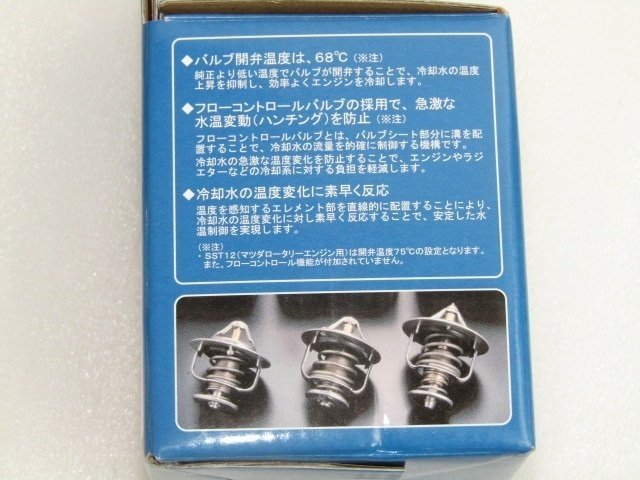 ◆バルブ開弁温度は、68℃（※注）
純正より低い温度でバルブが開弁することで、冷却水の温度
上昇を抑制し、効率よくエンジンを冷却します。
◆フローコントロールバルブの採用で、急激な
水温変動（ハンチング）を防止（※注）
フローコントロールバルブとは、バルブシート部分に溝を配
置することで、冷却水の流量を的確に制御する機構です。
冷却水の急激な温度変化を防止することで、エンジンやラジ
エターなどの冷却系に対する負担を軽減します。
◆冷却水の温度変化に素早く反応
温度を感知するエレメント部を直線的に配置することにより、
冷却水の温度変化に対し素早く反応することで、安定した水
温制御を実現します。
（※注）
・SST12（マツダロータリーエンジン用）は開弁温度75℃の設定となります。
また、フローコントロール機能が付加されていません。